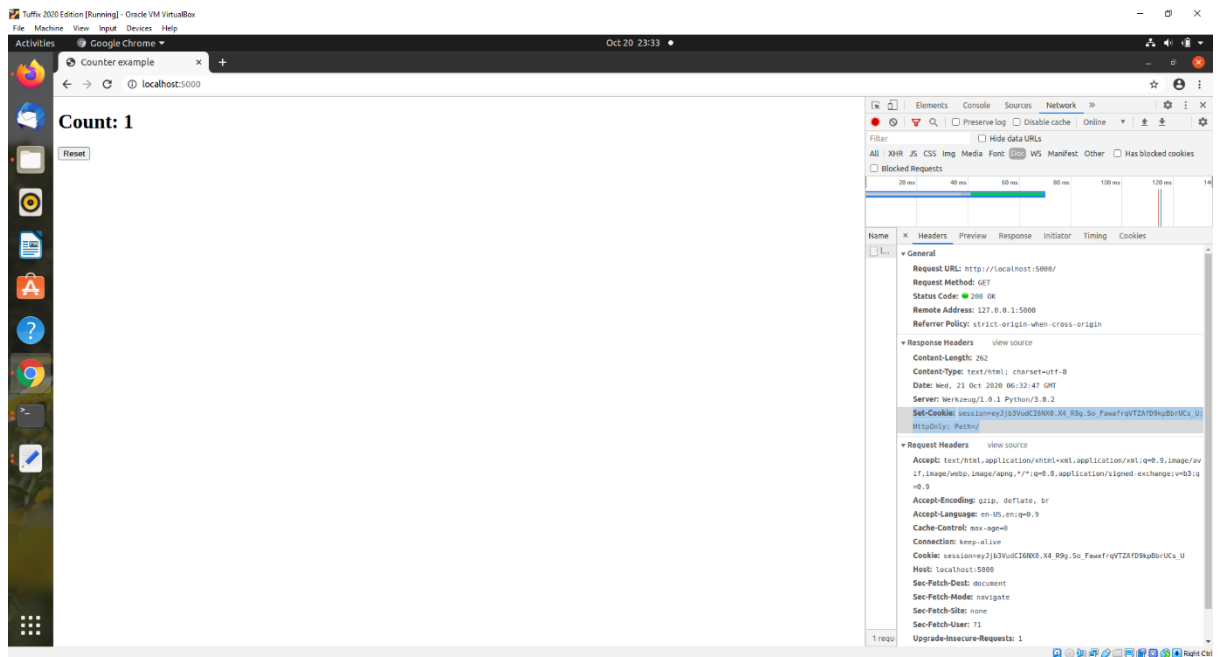 Tuffix 2020 Edition [Running] - Oracle VM VirtualBox
File Machine View Input Devices Help
Activities Google Chrome Oct 20 23:33
Counter example
localhost:5000
Elements Console Sources Network
Preserve log Disable cache Online
Filter Hide data URLs
All XHR JS CSS Img Media Font Doc WS Manifest Other Has blocked cookies
Blocked Requests
20 ms 40 ms 60 ms 80 ms 100 ms 120 ms 14
Count: 1
Reset
Name Headers Preview Response Initiator Timing Cookies
l...
General
Request URL: http://localhost:5000/
Request Method: GET
Status Code: 200 OK
Remote Address: 127.0.0.1:5000
Referrer Policy: strict-origin-when-cross-origin
Response Headers view source
Content-Length: 262
Content-Type: text/html; charset=utf-8
Date: Wed, 21 Oct 2020 06:32:47 GMT
Server: Werkzeug/1.0.1 Python/3.8.2
Set-Cookie: session=eyJjb3VudCI6NX0.X4_R9g.So_FawafrqVTZAfD9kpBbrUCs_U;
HttpOnly; Path=/
Request Headers view source
Accept: text/html,application/xhtml+xml,application/xml;q=0.9,image/av
if,image/webp,image/apng,*/*;q=0.8,application/signed-exchange;v=b3;q
=0.9
Accept-Encoding: gzip, deflate, br
Accept-Language: en-US,en;q=0.9
Cache-Control: max-age=0
Connection: keep-alive
Cookie: session=eyJjb3VudCI6NX0.X4_R9g.So_FawafrqVTZAfD9kpBbrUCs_U
Host: localhost:5000
Sec-Fetch-Dest: document
Sec-Fetch-Mode: navigate
Sec-Fetch-Site: none
Sec-Fetch-User: ?1
Upgrade-Insecure-Requests: 1
1 requ
Right Ctrl